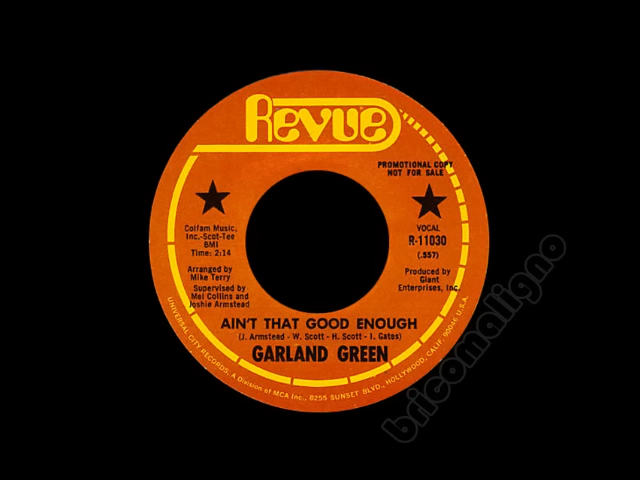 Revue
PROMOTIONAL COPY
NOT FOR SALE
Colfam Music,
Inc.-Scot-Tee
BMI
Time: 2:14
VOCAL
R-11030
(.557)
Arranged by
Mike Terry
Supervised by
Mel Collins and
Joshie Armstead
Produced by
Giant
Enterprises, Inc.
AIN'T THAT GOOD ENOUGH
(J. Armstead - W. Scott - H. Scott - I. Gates)
GARLAND GREEN
UNIVERSAL CITY RECORDS, A Division of MCA Inc., 8255 SUNSET BLVD., HOLLYWOOD, CALIF. 90046 U.S.A.
bricomaligno